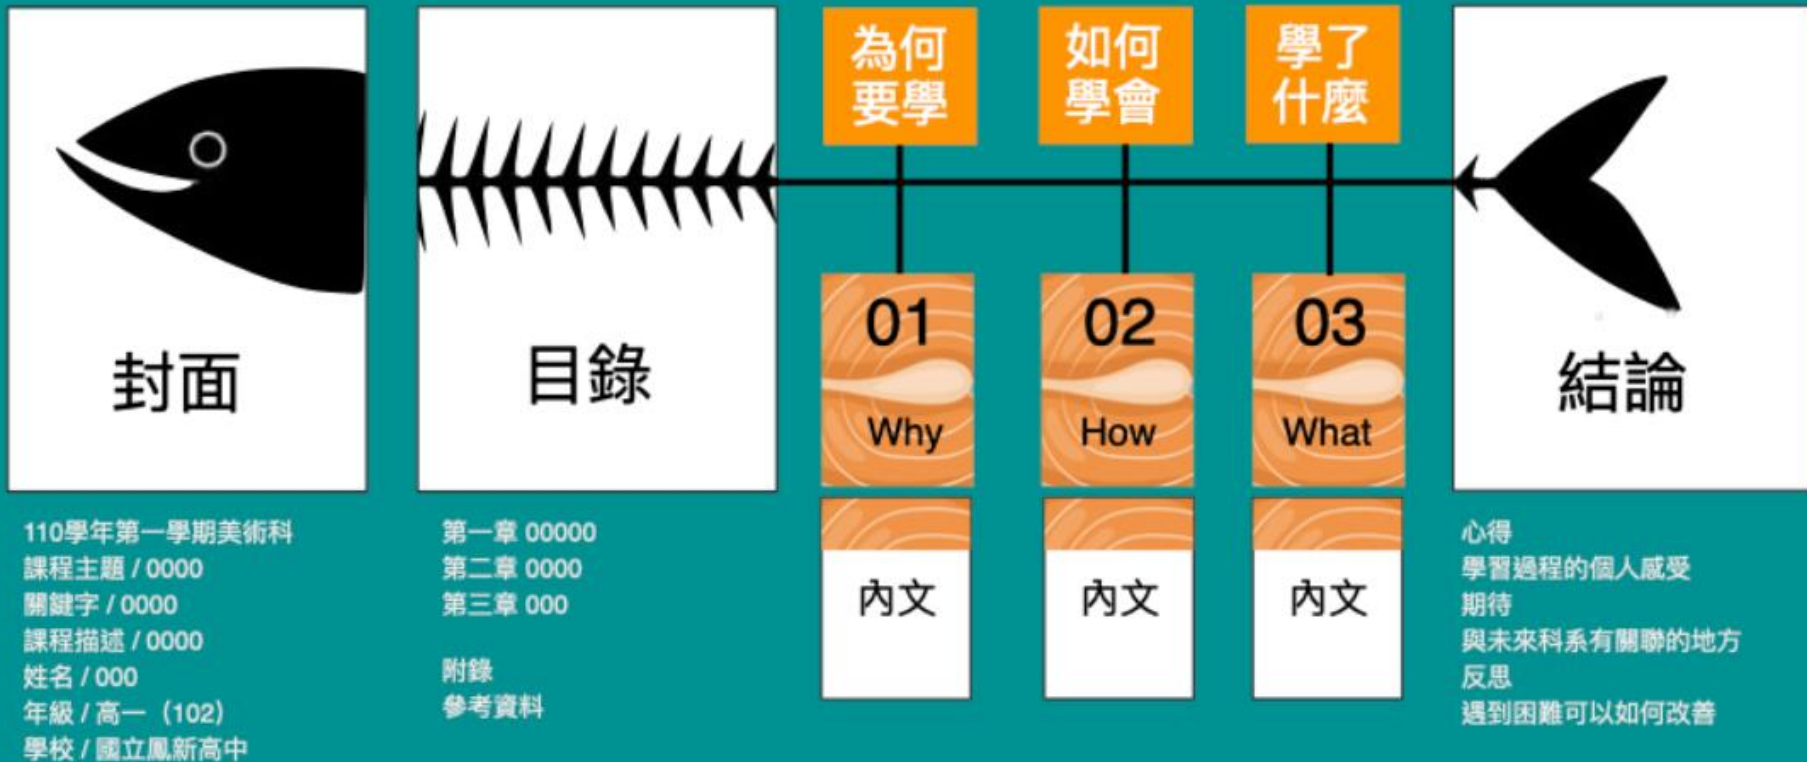 封面
110學年第一學期美術科
課程主題 / 0000
關鍵字 / 0000
課程描述 / 0000
姓名 / 000
年級 / 高一（102）
學校 / 國立鳳新高中
目錄
第一章 00000
第二章 0000
第三章 000
附錄
參考資料
為何
要學
01
Why
內文
如何
學會
02
How
內文
學了
什麼
03
What
內文
結論
心得
學習過程的個人感受
期待
與未來科系有關聯的地方
反思
遇到困難可以如何改善